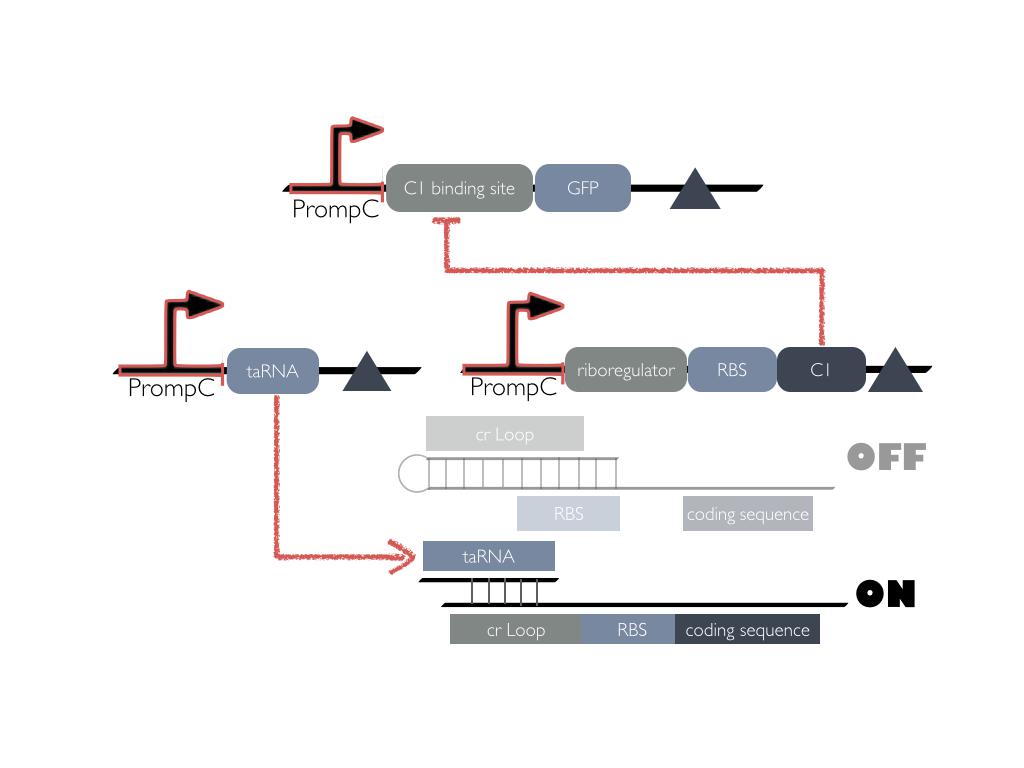 C1 binding site
GFP
PrompC
taRNA
PrompC
riboregulator
RBS
C1
PrompC
cr Loop
OFF
RBS
coding sequence
taRNA
ON
cr Loop
RBS
coding sequence